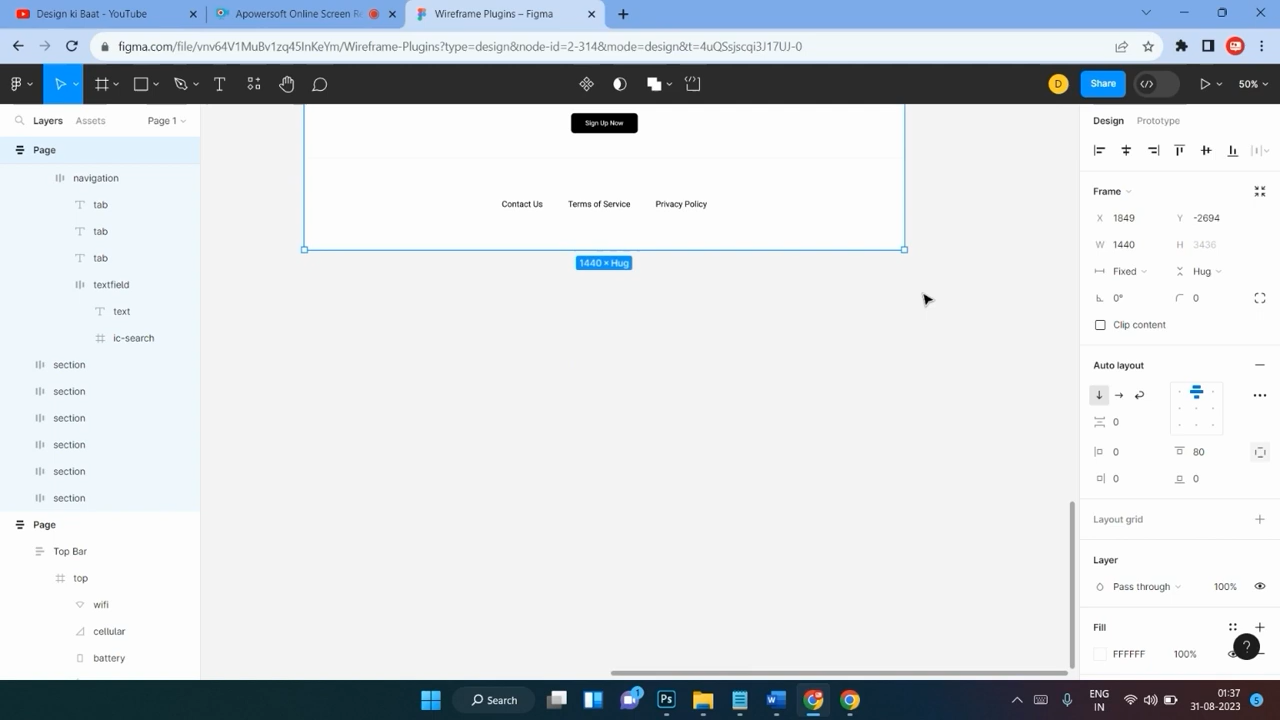 Design ki Baat - YouTube
Apowersoft Online Screen Re
Wireframe Plugins – Figma
figma.com/file/vnv64V1MuBv1zq45InKeYm/Wireframe-Plugins?type=design&node-id=2-314&mode=design&t=4uQSsjscqi3J17UJ-0
D
Share
50%
Layers
Assets
Page 1
Page
navigation
tab
tab
tab
textfield
text
ic-search
section
section
section
section
section
section
Page
Top Bar
top
wifi
cellular
battery
Sign Up Now
Contact Us
Terms of Service
Privacy Policy
1440 × Hug
Design
Prototype
Frame
X 1849
Y -2694
W 1440
H 3436
Fixed
Hug
0°
0
Clip content
Auto layout
0
0
80
0
0
Layout grid
Layer
Pass through
100%
Fill
FFFFFF
100%
?
Search
1
ENG
IN
01:37
31-08-2023
5